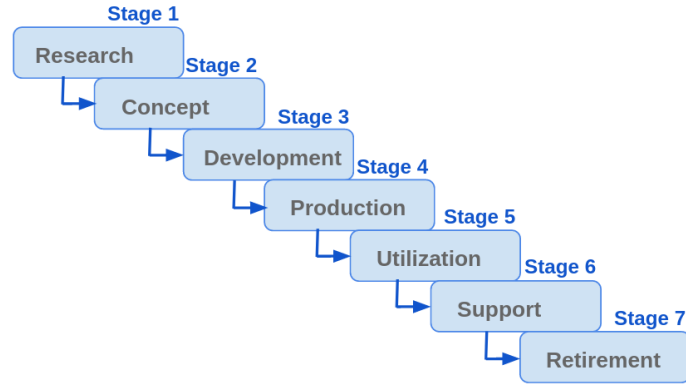 Stage 1
Research
Stage 2
Concept
Stage 3
Development
Stage 4
Production
Stage 5
Utilization
Stage 6
Support
Stage 7
Retirement